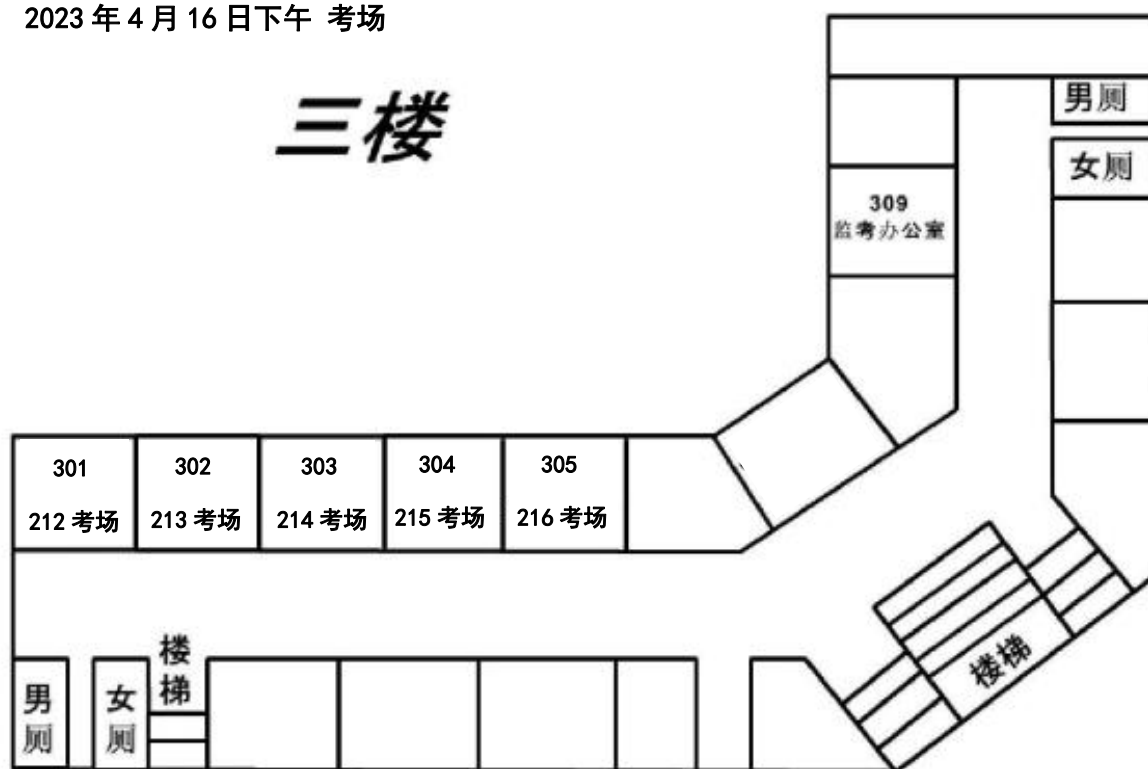 2023 年 4 月 16 日下午 考场
三楼
男厕
女厕
309
监考办公室
301
212 考场
302
213 考场
303
214 考场
304
215 考场
305
216 考场
楼梯
男厕
女厕
楼梯